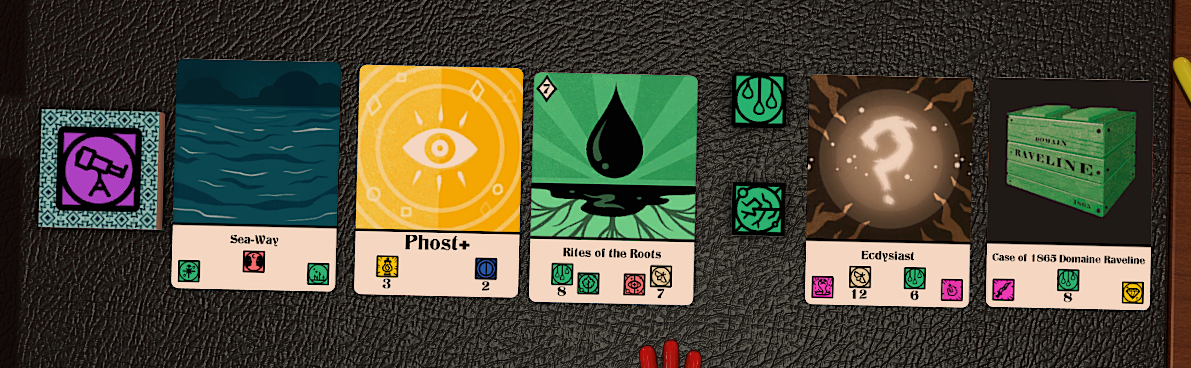 Sea-Way
Phost+
3
2
7
Rites of the Roots
8
7
Ecdysiast
12
6
DOMAIN
RAVELINE
1865
Case of 1865 Domaine Raveline
8